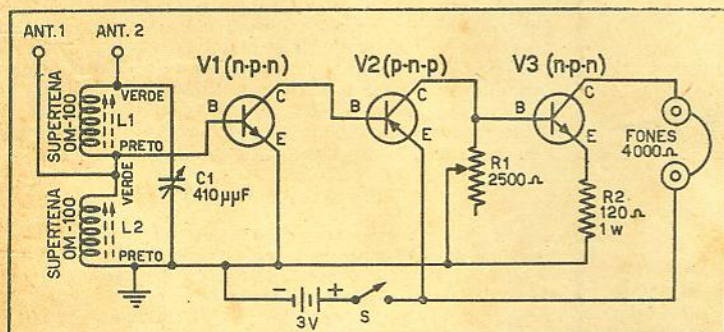 ANT.1 ANT. 2
V1 (n-p-n)
V2 (p-n-p)
V3 (n-p-n)
SUPERTENA
OM-100
VERDE
L1
PRETO
B
C
E
B
C
E
B
C
E
FONES
4000Ω
C1
410μμF
R1
2500Ω
R2
120Ω
1W
SUPERTENA
OM-100
VERDE
L2
PRETO
- +
3V
S